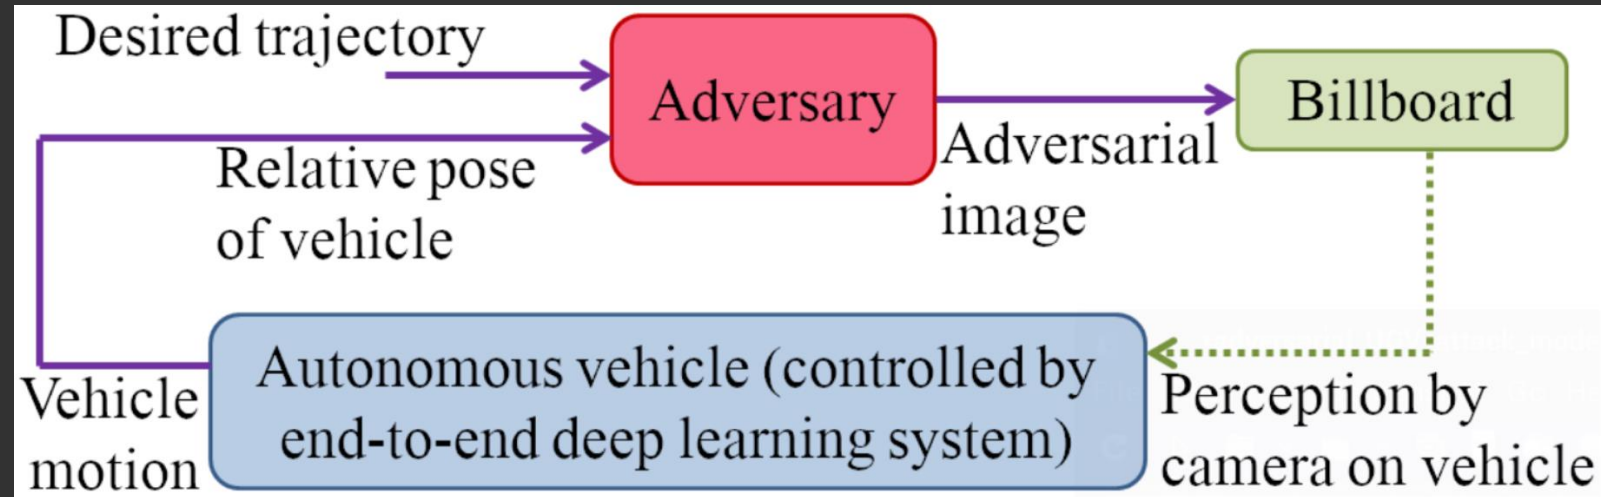 Desired trajectory
Adversary
Billboard
Adversarial
image
Relative pose
of vehicle
Autonomous vehicle (controlled by
end-to-end deep learning system)
Vehicle
motion
Perception by
camera on vehicle